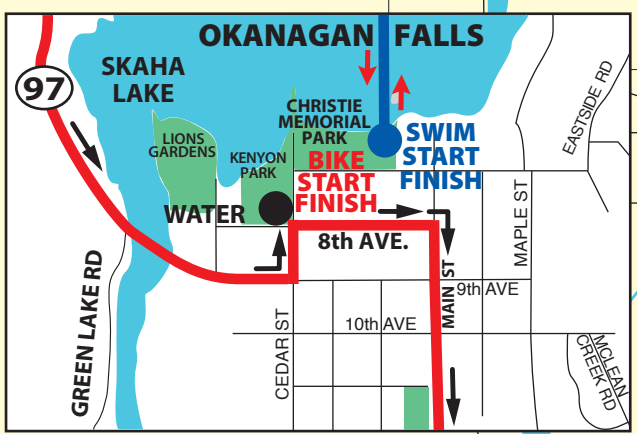 OKANAGAN FALLS
SKAHA
LAKE
97
CHRISTIE
MEMORIAL
PARK
LIONS
GARDENS
KENYON
PARK
BIKE
START
FINISH
SWIM
START
FINISH
EASTSIDE RD
WATER
8th AVE.
MAPLE ST
MAIN ST
9th AVE
10th AVE
GREEN LAKE RD
CEDAR ST
MCLEAN
CREEK RD